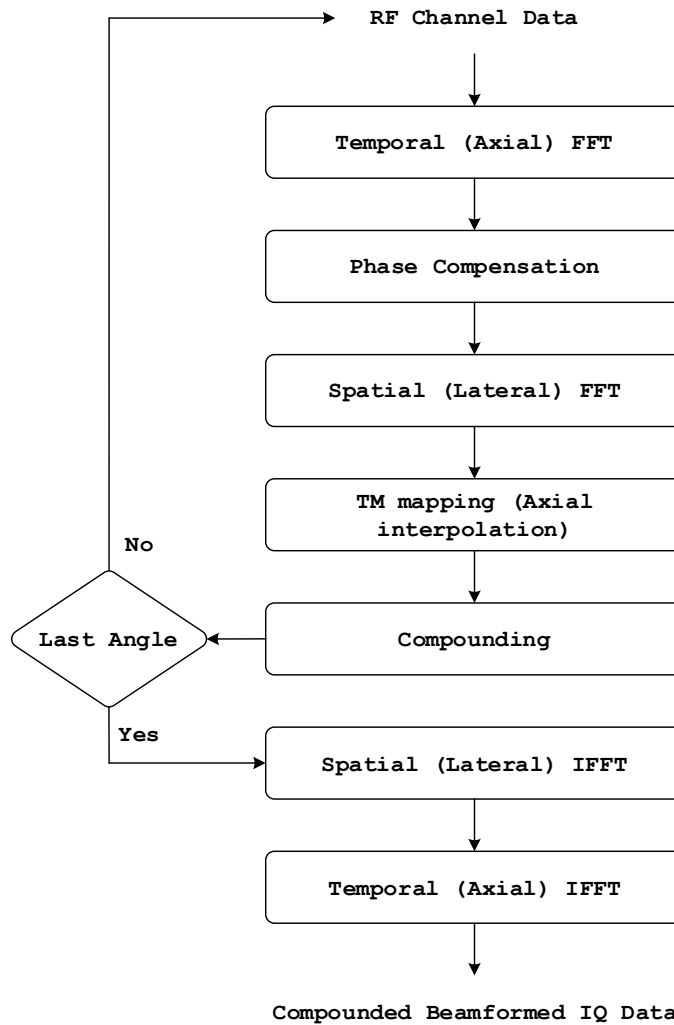 RF Channel Data
Temporal (Axial) FFT
Phase Compensation
Spatial (Lateral) FFT
TM mapping (Axial
interpolation)
No
Last Angle
Compounding
Yes
Spatial (Lateral) IFFT
Temporal (Axial) IFFT
Compounded Beamformed IQ Data